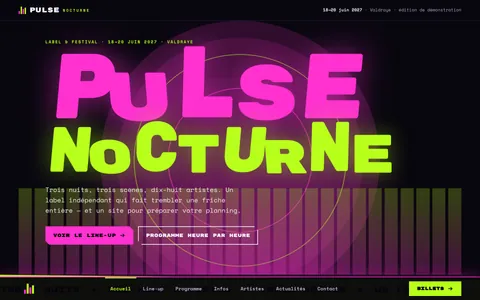 PULSE NOCTURNE
18–20 juin 2027 · Valdraye · édition de démonstration
LABEL & FESTIVAL · 18–20 JUIN 2027 · VALDRAYE
PULSE
NOCTURNE
Trois nuits, trois scènes, dix-huit artistes. Un
label indépendant qui fait trembler une friche
entière — et un site pour préparer votre planning.
VOIR LE LINE-UP →
PROGRAMME HEURE PAR HEURE
Accueil
Line-up
Programme
Infos
Artistes
Actualités
Contact
BILLETS →